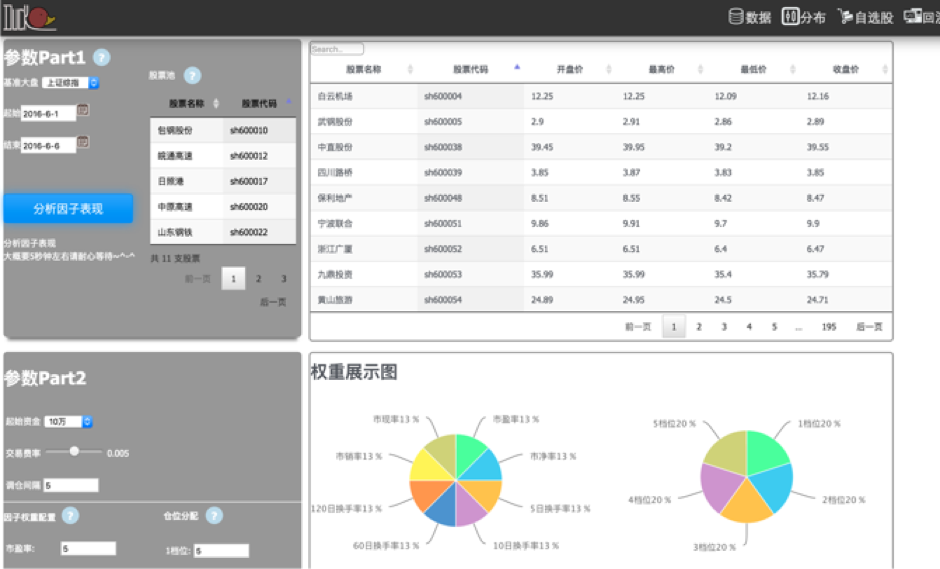 Duck
数据 分布 自选股
参数Part1 ?
基准大盘 上证综指
起始 2016-6-1
结束 2016-6-6
分析因子表现
分析因子表现
大概要5秒钟左右请耐心等待~^-^
股票池 ?
股票名称 股票代码
包钢股份 sh600010
皖通高速 sh600012
日照港 sh600017
中原高速 sh600020
山东钢铁 sh600022
共 11 支股票
前一页 1 2 3
后一页
Search..
股票名称 股票代码 开盘价 最高价 最低价 收盘价
白云机场 sh600004 12.25 12.25 12.09 12.16
武钢股份 sh600005 2.9 2.91 2.86 2.89
中直股份 sh600038 39.45 39.95 39.2 39.55
四川路桥 sh600039 3.85 3.87 3.83 3.85
保利地产 sh600048 8.51 8.55 8.42 8.47
宁波联合 sh600051 9.86 9.91 9.7 9.9
浙江广厦 sh600052 6.51 6.51 6.4 6.47
九鼎投资 sh600053 35.99 35.99 35.4 35.79
黄山旅游 sh600054 24.89 24.95 24.5 24.71
前一页 1 2 3 4 5 ... 195 后一页
参数Part2
起始资金 10万
交易费率 0.005
调仓间隔 5
因子权重配置 ? 仓位分配 ?
市盈率: 5 1档位: 5
权重展示图
市现率13 % 市盈率13 %
市销率13 % 市净率13 %
120日换手率13 % 5日换手率13 %
60日换手率13 % 10日换手率13 %
5档位20 % 1档位20 %
4档位20 % 2档位20 %
3档位20 %